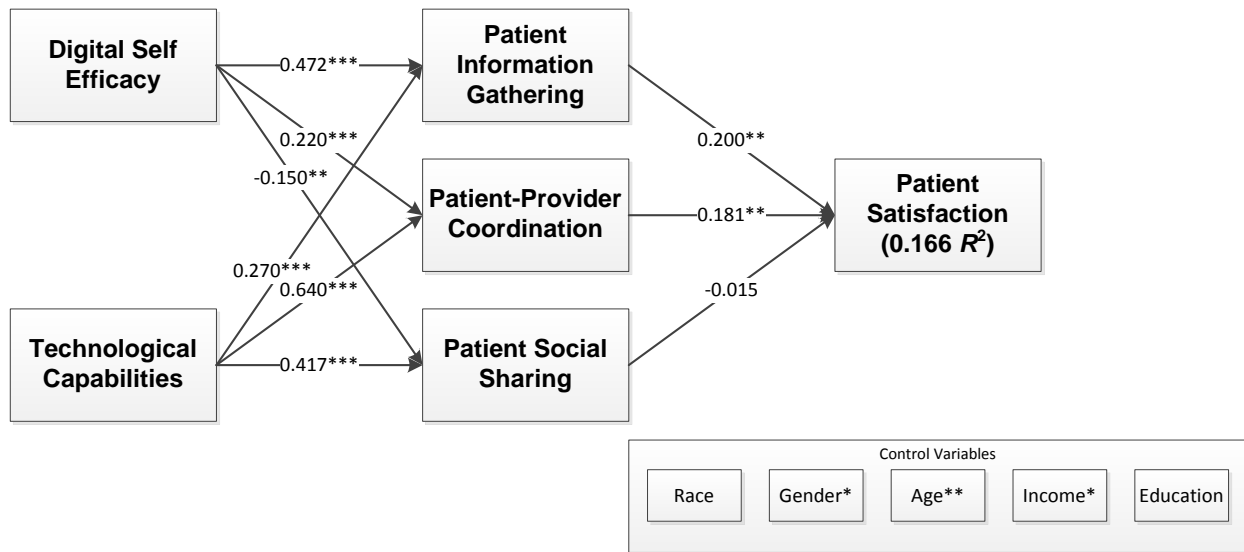 Digital Self
Efficacy
Patient
Information
Gathering
0.472***
0.220***
-0.150**
0.200**
Patient-Provider
Coordination
0.181**
Patient
Satisfaction
(0.166 R²)
0.270***
0.640***
-0.015
Technological
Capabilities
0.417***
Patient Social
Sharing
Control Variables
Race
Gender*
Age**
Income*
Education